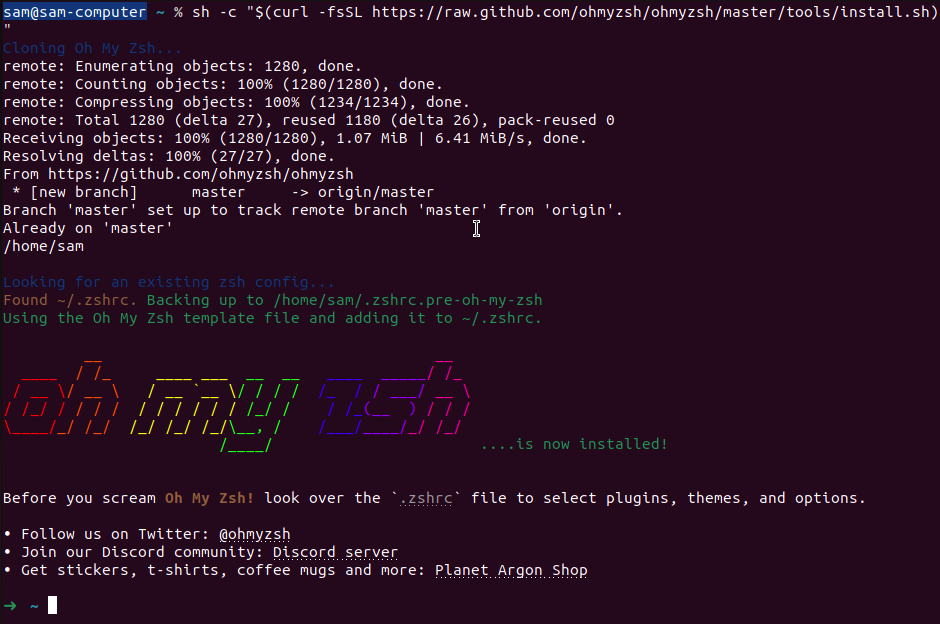 sam@sam-computer ~ % sh -c "$(curl -fsSL https://raw.github.com/ohmyzsh/ohmyzsh/master/tools/install.sh)
"
Cloning Oh My Zsh...
remote: Enumerating objects: 1280, done.
remote: Counting objects: 100% (1280/1280), done.
remote: Compressing objects: 100% (1234/1234), done.
remote: Total 1280 (delta 27), reused 1180 (delta 26), pack-reused 0
Receiving objects: 100% (1280/1280), 1.07 MiB | 6.41 MiB/s, done.
Resolving deltas: 100% (27/27), done.
From https://github.com/ohmyzsh/ohmyzsh
 * [new branch]      master     -> origin/master
Branch 'master' set up to track remote branch 'master' from 'origin'.
Already on 'master'
/home/sam
Looking for an existing zsh config...
Found ~/.zshrc. Backing up to /home/sam/.zshrc.pre-oh-my-zsh
Using the Oh My Zsh template file and adding it to ~/.zshrc.
oh my zsh
....is now installed!
Before you scream Oh My Zsh! look over the `.zshrc` file to select plugins, themes, and options.
• Follow us on Twitter: @ohmyzsh
• Join our Discord community: Discord server
• Get stickers, t-shirts, coffee mugs and more: Planet Argon Shop
➜ ~